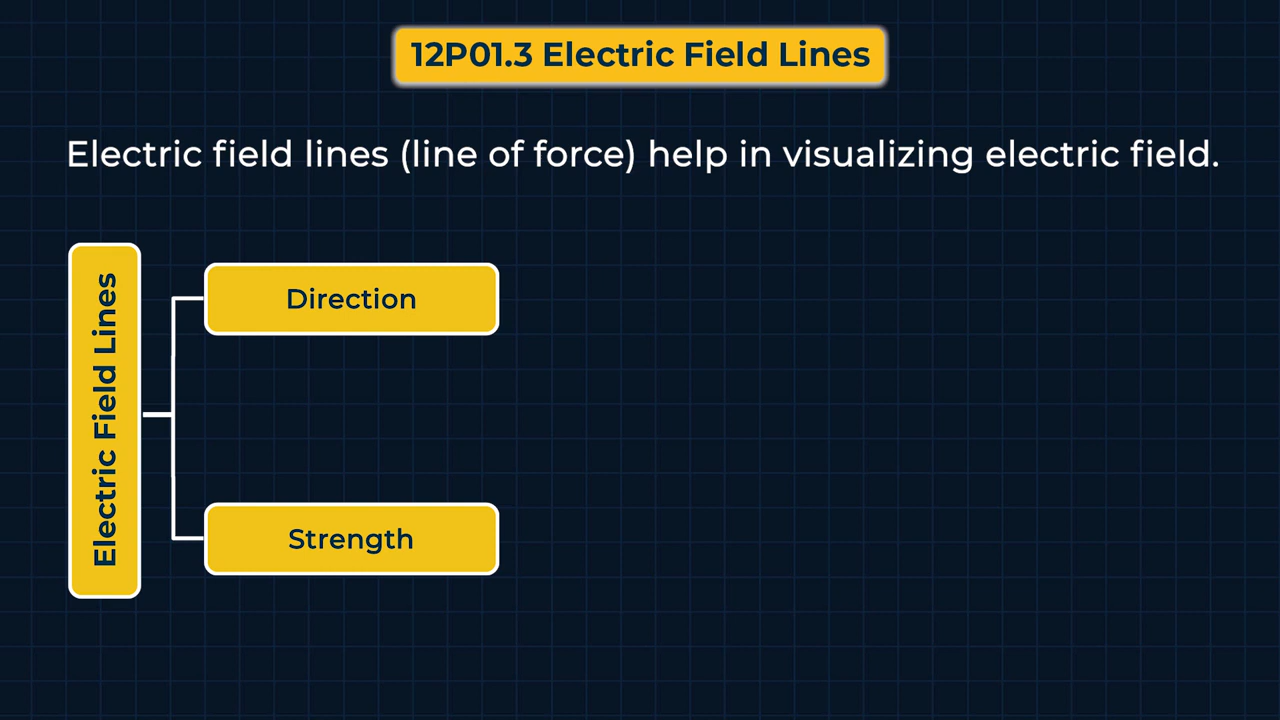 12P01.3 Electric Field Lines
Electric field lines (line of force) help in visualizing electric field.
Electric Field Lines
Direction
Strength